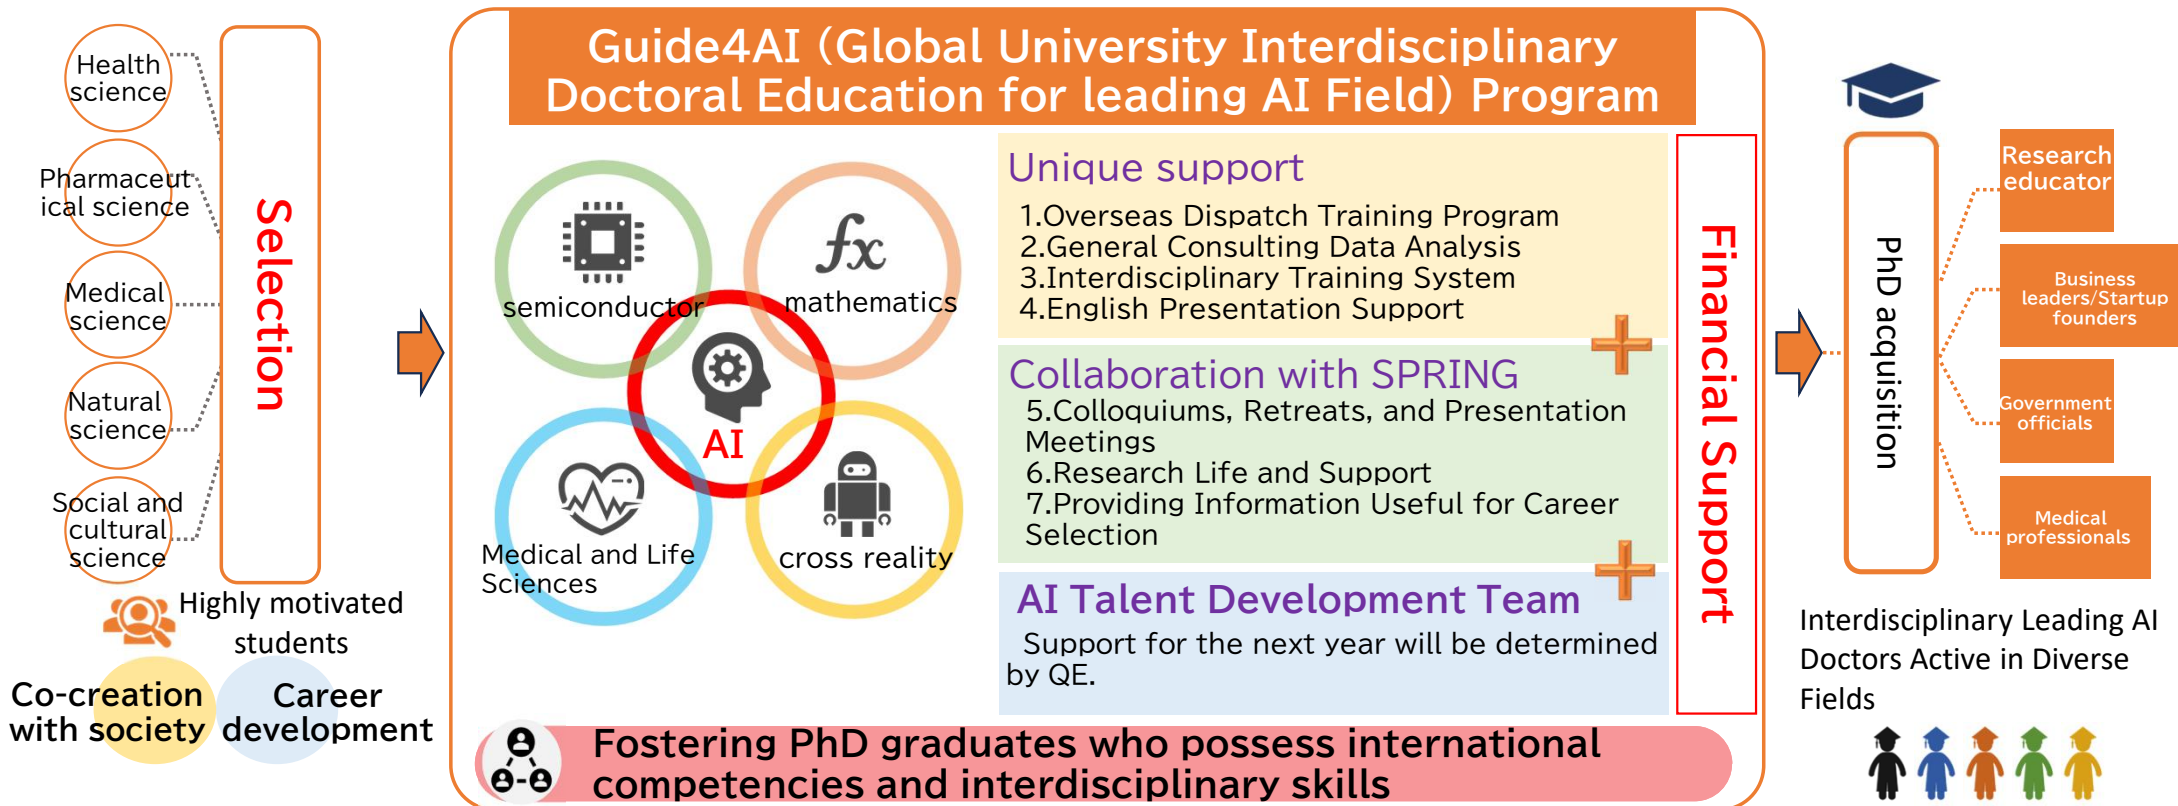 Health
science
Pharmaceut
ical science
Medical
science
Natural
science
Social and
cultural
science
Selection
Highly motivated
students
Co-creation
with society
Career
development
Guide4AI (Global University Interdisciplinary
Doctoral Education for leading AI Field) Program
semiconductor
fx
mathematics
AI
Medical and Life
Sciences
cross reality
Unique support
1.Overseas Dispatch Training Program
2.General Consulting Data Analysis
3.Interdisciplinary Training System
4.English Presentation Support
Collaboration with SPRING
5.Colloquiums, Retreats, and Presentation
Meetings
6.Research Life and Support
7.Providing Information Useful for Career
Selection
AI Talent Development Team
Support for the next year will be determined
by QE.
Financial Support
Fostering PhD graduates who possess international
competencies and interdisciplinary skills
PhD acquisition
Research
educator
Business
leaders/Startup
founders
Government
officials
Medical
professionals
Interdisciplinary Leading AI
Doctors Active in Diverse
Fields